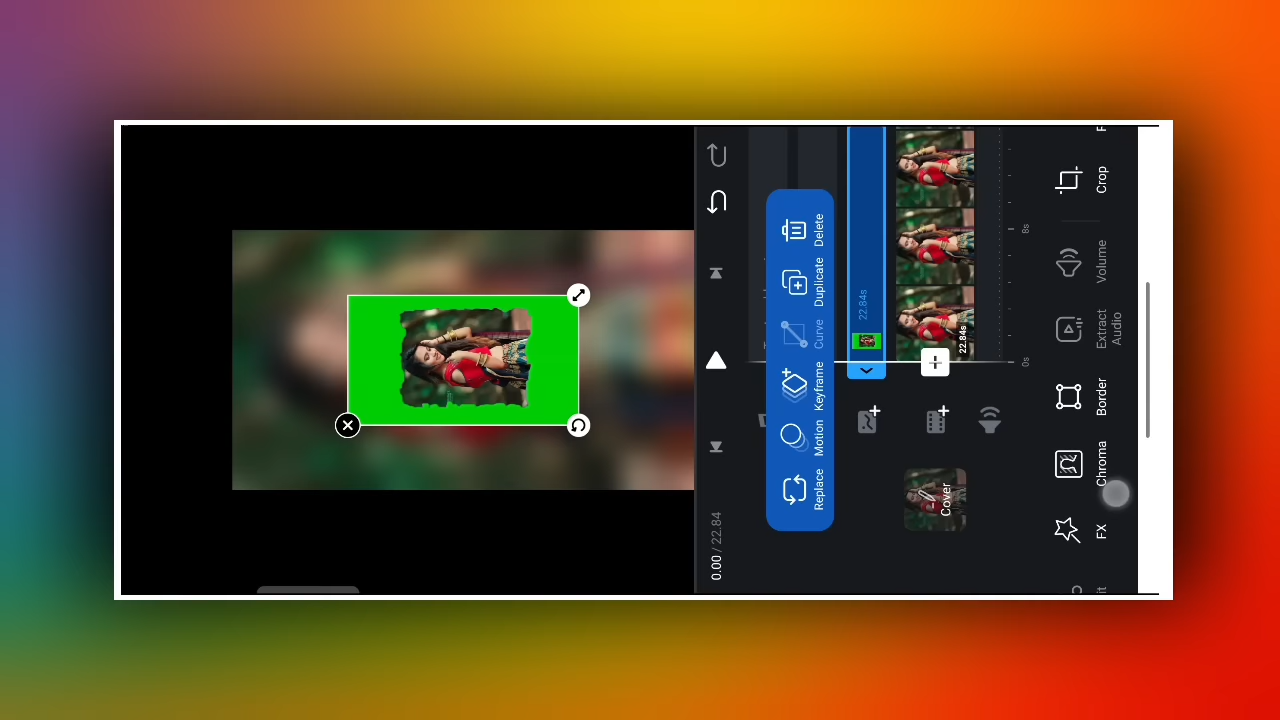 0.00 / 22.84
Replace
Motion
Keyframe
Curve
Duplicate
Delete
22.84s
Cover
22.84s
0s
8s
FX
Chroma
Border
Extract
Audio
Volume
Crop